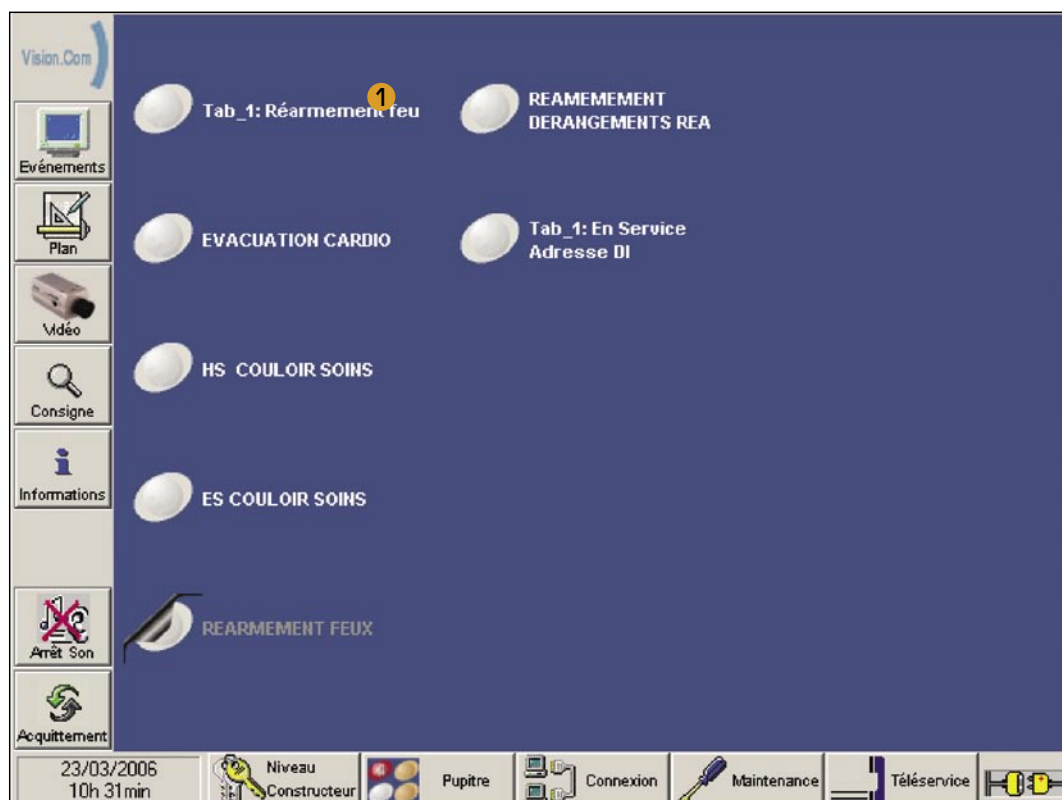 Vision.Com
Evénements
Plan
Vidéo
Consigne
Informations
Arrêt Son
Acquittement
Tab_1: Réarmement feu
1
REAMEMEMENT
DERANGEMENTS REA
EVACUATION CARDIO
Tab_1: En Service
Adresse DI
HS COULOIR SOINS
ES COULOIR SOINS
REARMEMENT FEUX
23/03/2006
10h 31min
Niveau
Constructeur
Pupitre
Connexion
Maintenance
Téléservice